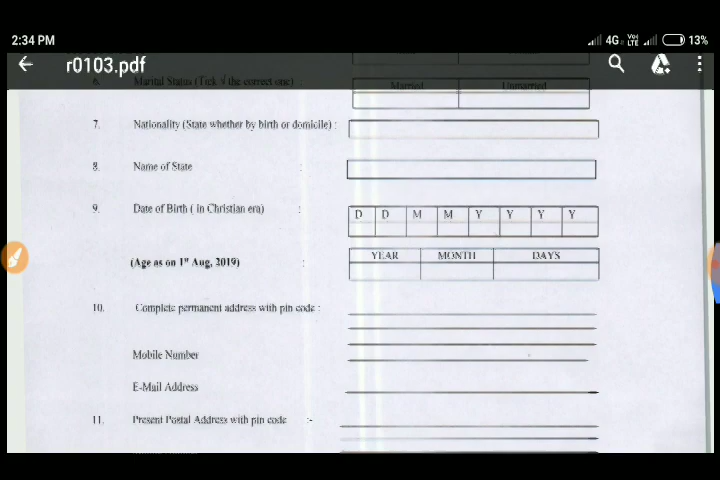 2:34 PM 4G Vo) LTE 13%
r0103.pdf
6. Marital Status (Tick √ the correct one)
Married Unmarried
7. Nationality (State whether by birth or domicile) :
8. Name of State :
9. Date of Birth ( in Christian era) :
D D M M Y Y Y Y
(Age as on 1st Aug, 2019) :
YEAR MONTH DAYS
10. Complete permanent address with pin code :
Mobile Number
E-Mail Address
11. Present Postal Address with pin code :-